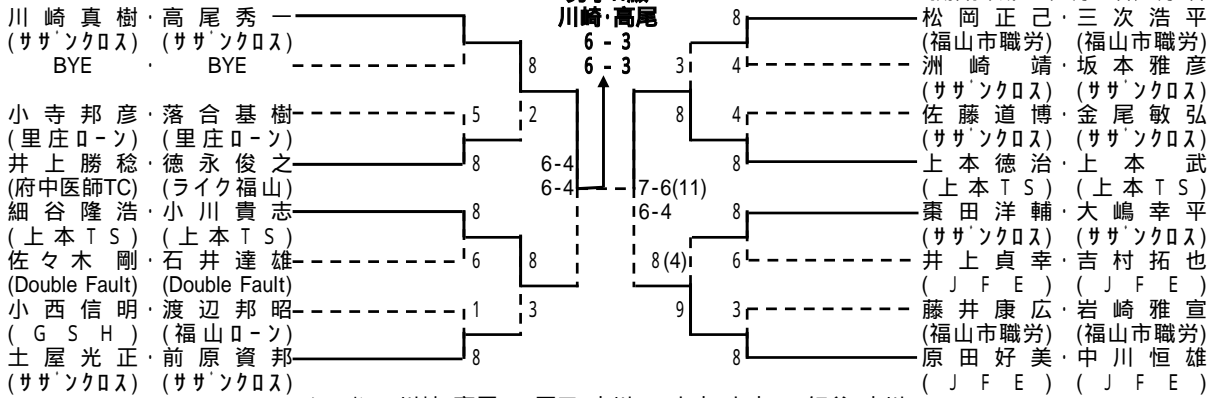 川崎・高尾
6 - 3
6 - 3
川崎真樹・高尾秀一
(ササ゛ンクロス) (ササ゛ンクロス)
BYE ・ BYE
8
小寺邦彦・落合基樹 5 2
(里庄ローン) (里庄ローン)
井上勝稔・徳永俊之 8
(府中医師TC) (ライク福山)
6-4
6-4
細谷隆浩・小川貴志 8
(上本TS) (上本TS)
佐々木剛・石井達雄 6 8
(Double Fault) (Double Fault)
小西信明・渡辺邦昭 1 3
(GSH) (福山ローン)
土屋光正・前原資邦 8
(ササ゛ンクロス) (ササ゛ンクロス)
8 松岡正己・三次浩平
(福山市職労) (福山市職労)
3 4 洲崎靖・坂本雅彦
(ササ゛ンクロス) (ササ゛ンクロス)
8 4 佐藤道博・金尾敏弘
(ササ゛ンクロス) (ササ゛ンクロス)
8 上本徳治・上本武
(上本TS) (上本TS)
7-6(11)
6-4
8 棗田洋輔・大嶋幸平
(ササ゛ンクロス) (ササ゛ンクロス)
8(4) 6 井上貞幸・吉村拓也
(JFE) (JFE)
9 3 藤井康広・岩崎雅宣
(福山市職労) (福山市職労)
8 原田好美・中川恒雄
(JFE) (JFE)